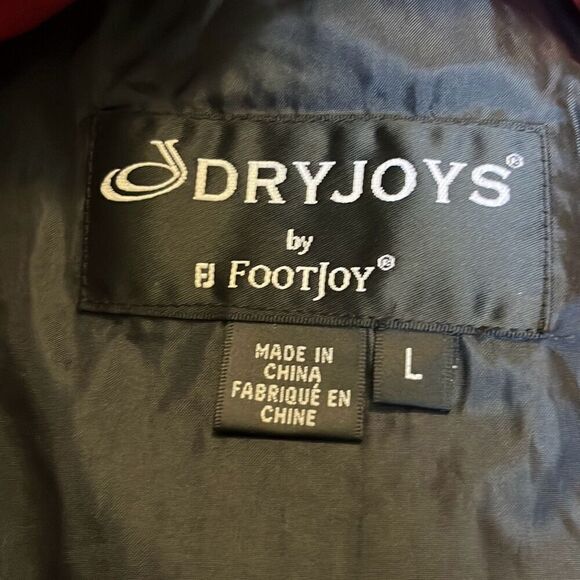 DRYJOYS®
by
FJ FOOTJOY®
MADE IN
CHINA
FABRIQUÉ EN
CHINE
L